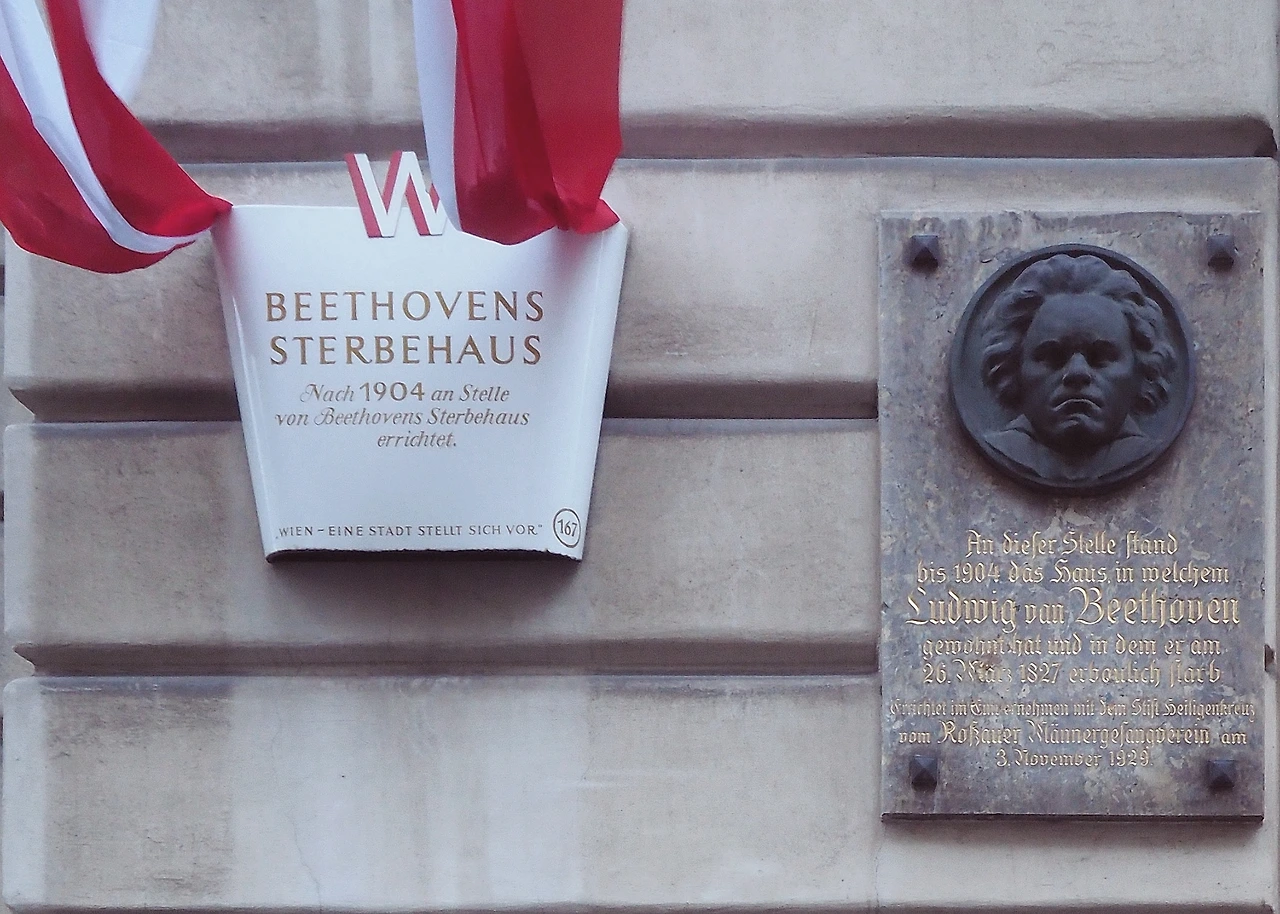 W
BEETHOVENS
STERBEHAUS
Nach 1904 an Stelle
von Beethovens Sterbehaus
errichtet.
„WIEN – EINE STADT STELLT SICH VOR.“ 167
An dieser Stelle stand
bis 1904 das Haus, in welchem
Ludwig van Beethoven
gewohnt hat und in dem er am
26. März 1827 erbaulich starb
Errichtet im Einvernehmen mit dem Stift Heiligenkreuz
vom Roßauer Männergesangverein am
3. November 1929.